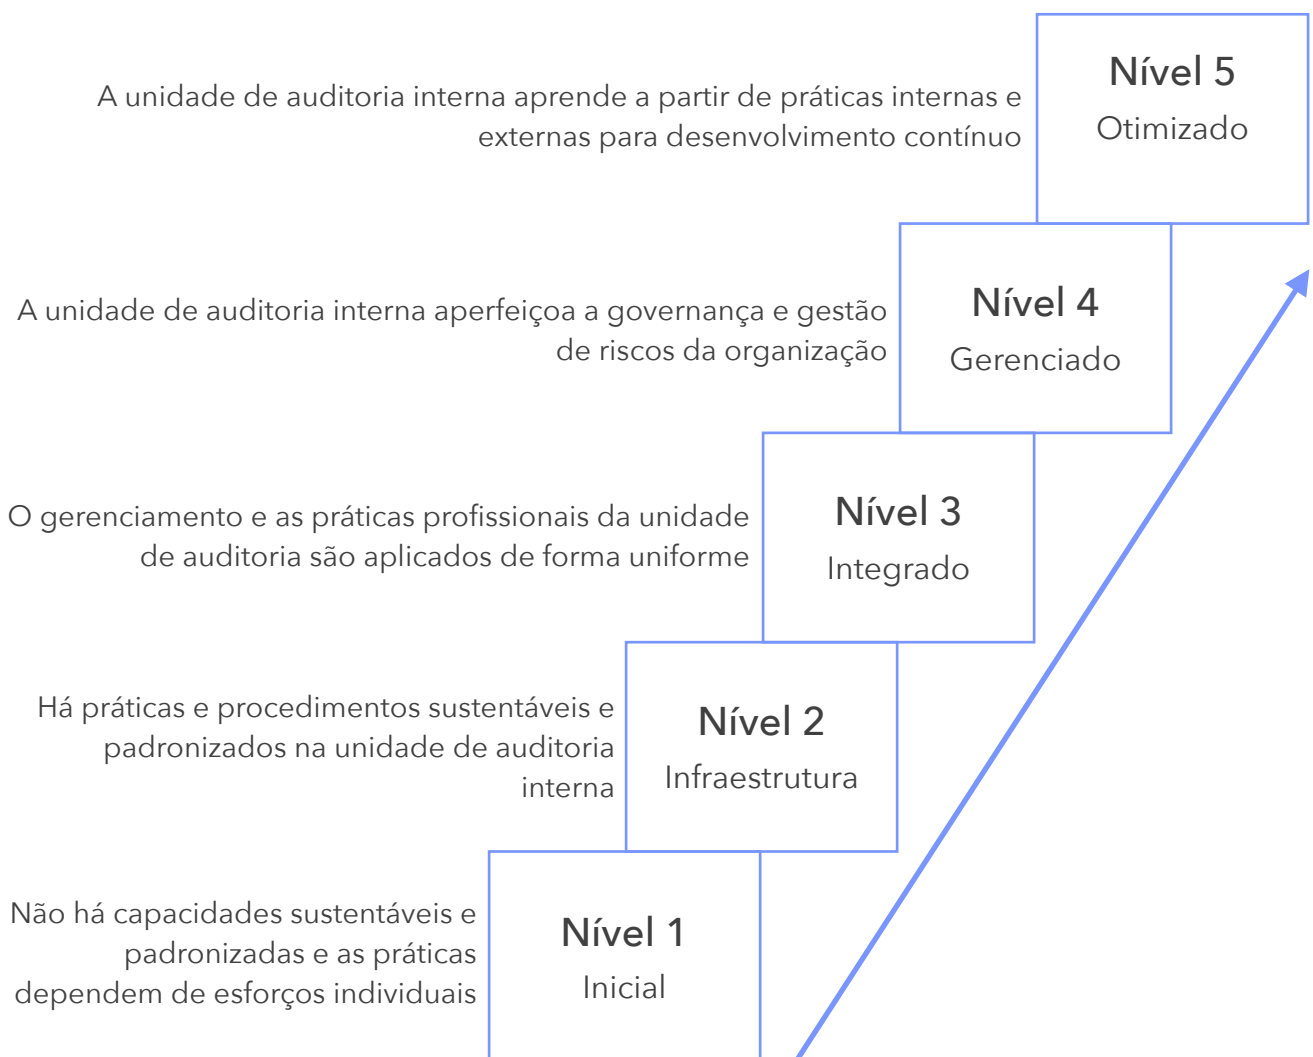 Nível 5
Otimizado
A unidade de auditoria interna aprende a partir de práticas internas e
externas para desenvolvimento contínuo
Nível 4
Gerenciado
A unidade de auditoria interna aperfeiçoa a governança e gestão
de riscos da organização
Nível 3
Integrado
O gerenciamento e as práticas profissionais da unidade
de auditoria são aplicados de forma uniforme
Nível 2
Infraestrutura
Há práticas e procedimentos sustentáveis e
padronizados na unidade de auditoria
interna
Nível 1
Inicial
Não há capacidades sustentáveis e
padronizadas e as práticas
dependem de esforços individuais